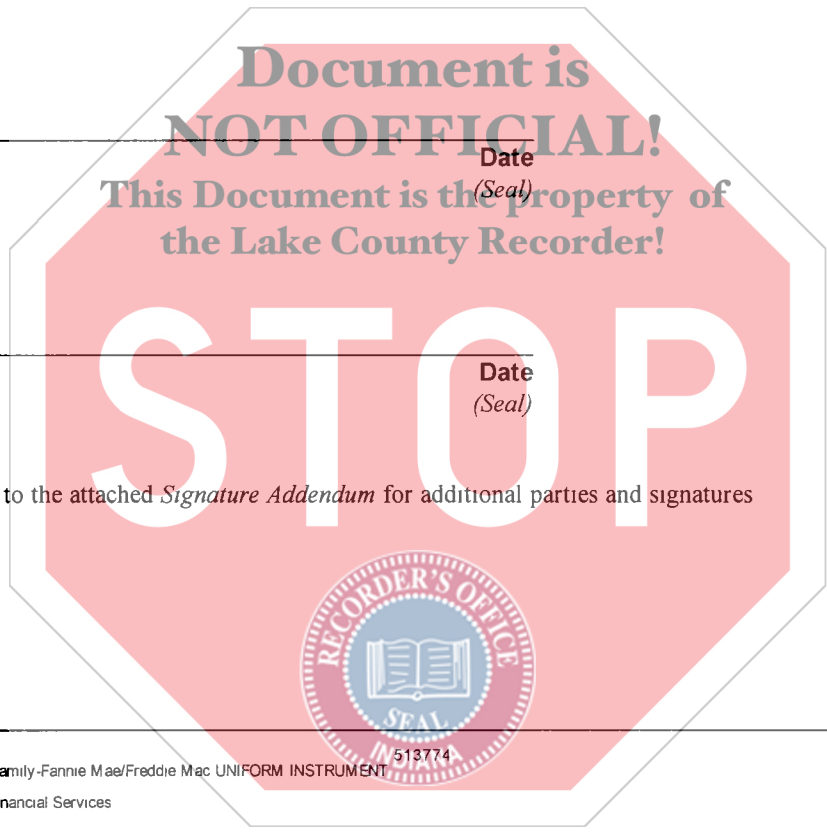 Document is
NOT OFFICIAL!
Date
(Seal)
This Document is the property of
the Lake County Recorder!
STOP
Date
(Seal)
to the attached Signature Addendum for additional parties and signatures
RECORDER'S OFFICE
SEAL
INDIANA
513774
amily-Fannie Mae/Freddie Mac UNIFORM INSTRUMENT
nancial Services